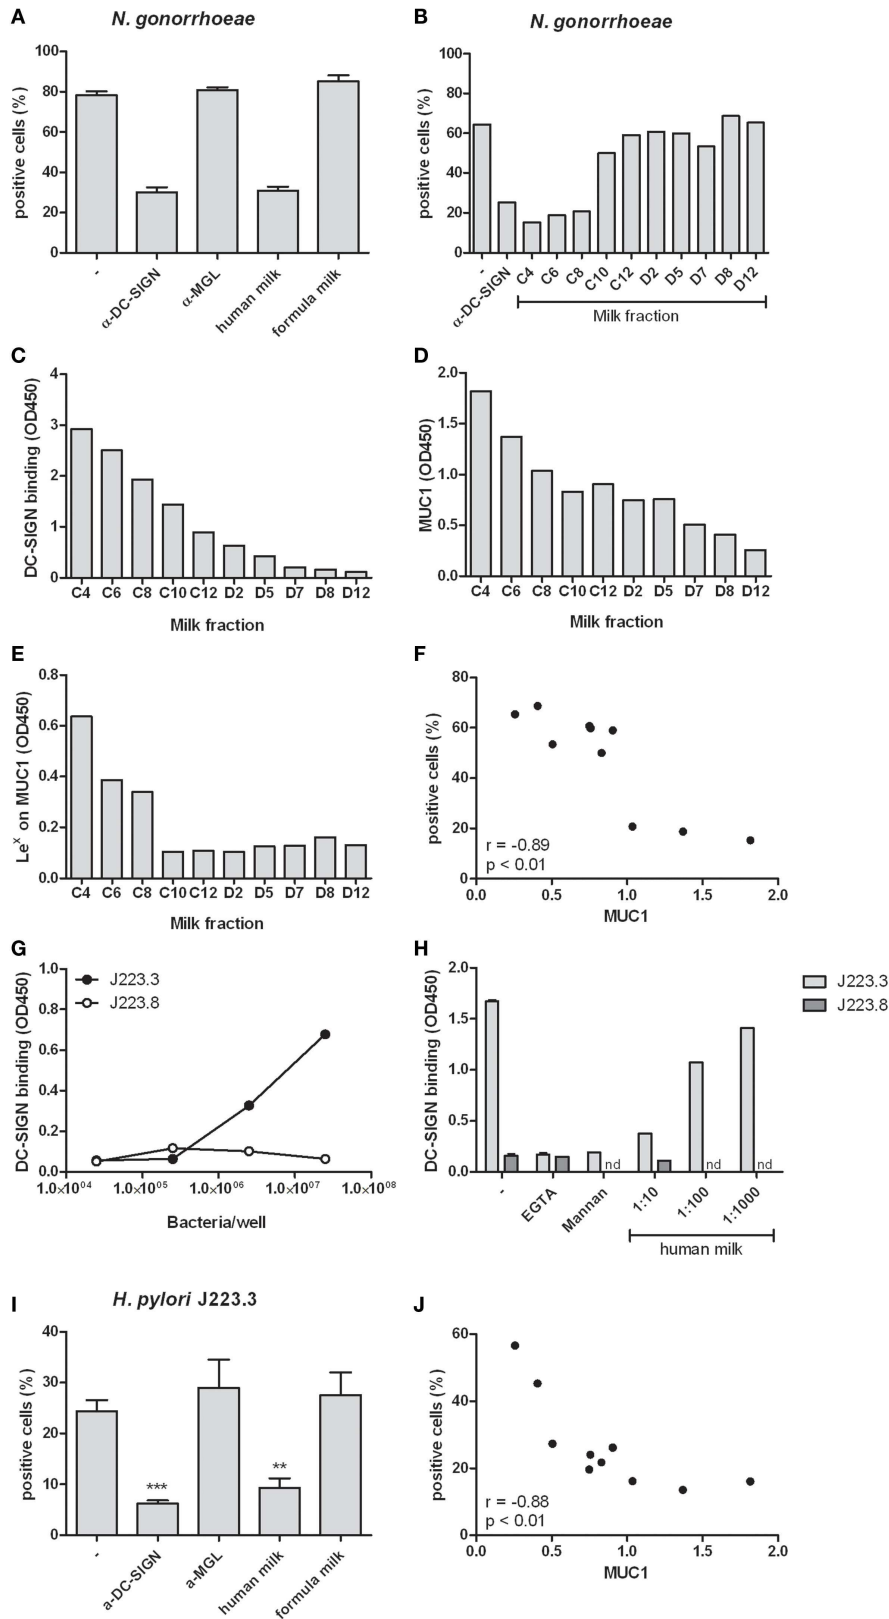 A
N. gonorrhoeae
positive cells (%)
100
80
60
40
20
0
-
α-DC-SIGN
α-MGL
human milk
formula milk
B
N. gonorrhoeae
positive cells (%)
100
80
60
40
20
0
-
α-DC-SIGN
C4
C6
C8
C10
C12
D2
D5
D7
D8
D12
Milk fraction
C
DC-SIGN binding (OD450)
4
3
2
1
0
C4 C6 C8 C10 C12 D2 D5 D7 D8 D12
Milk fraction
D
MUC1 (OD450)
2.0
1.5
1.0
0.5
0.0
C4 C6 C8 C10 C12 D2 D5 D7 D8 D12
Milk fraction
E
Leˣ on MUC1 (OD450)
0.8
0.6
0.4
0.2
0.0
C4 C6 C8 C10 C12 D2 D5 D7 D8 D12
Milk fraction
F
positive cells (%)
80
60
40
20
0
r = -0.89
p < 0.01
0.0 0.5 1.0 1.5 2.0
MUC1
G
DC-SIGN binding (OD450)
1.0
0.8
0.6
0.4
0.2
0.0
J223.3
J223.8
1.0×10⁰⁴ 1.0×10⁰⁵ 1.0×10⁰⁶ 1.0×10⁰⁷ 1.0×10⁰⁸
Bacteria/well
H
DC-SIGN binding (OD450)
2.0
1.5
1.0
0.5
0.0
J223.3
J223.8
nd
nd
nd
-
EGTA
Mannan
1:10
1:100
1:1000
human milk
I
H. pylori J223.3
positive cells (%)
40
30
20
10
0
***
**
-
a-DC-SIGN
a-MGL
human milk
formula milk
J
positive cells (%)
60
40
20
0
r = -0.88
p < 0.01
0.0 0.5 1.0 1.5 2.0
MUC1